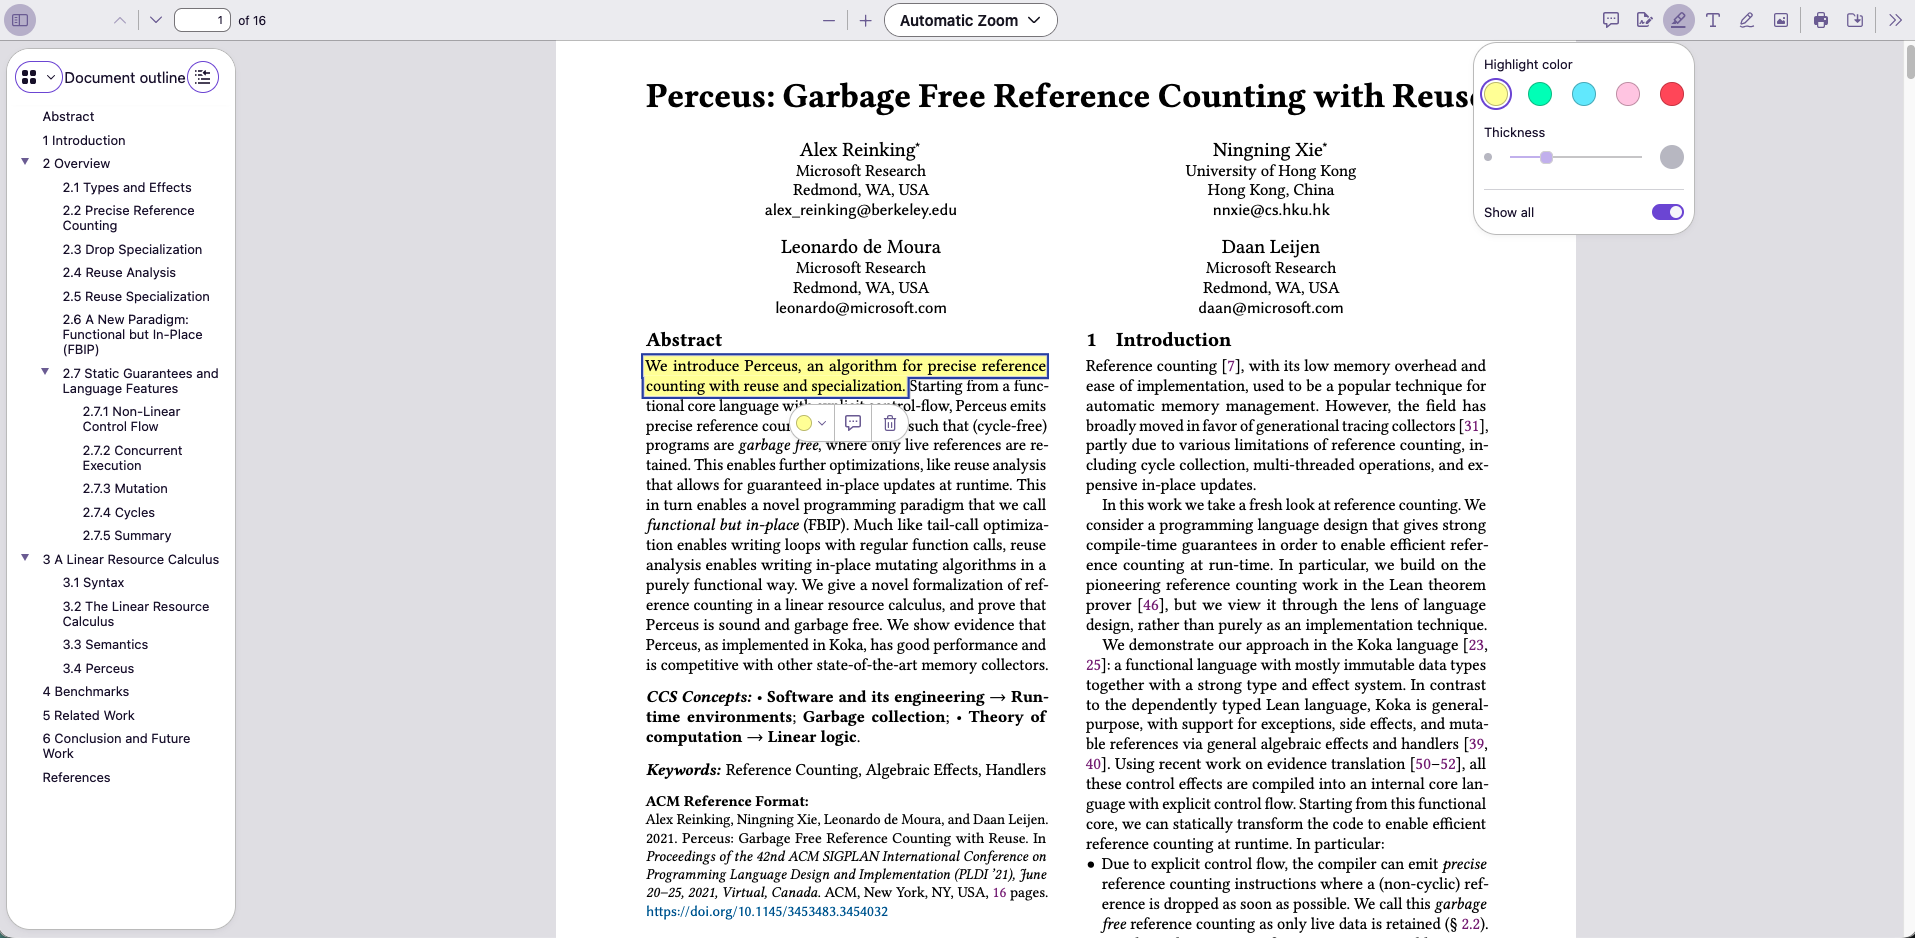 1 of 16
Automatic Zoom
Document outline
Abstract
1 Introduction
2 Overview
2.1 Types and Effects
2.2 Precise Reference
Counting
2.3 Drop Specialization
2.4 Reuse Analysis
2.5 Reuse Specialization
2.6 A New Paradigm:
Functional but In-Place
(FBIP)
2.7 Static Guarantees and
Language Features
2.7.1 Non-Linear
Control Flow
2.7.2 Concurrent
Execution
2.7.3 Mutation
2.7.4 Cycles
2.7.5 Summary
3 A Linear Resource Calculus
3.1 Syntax
3.2 The Linear Resource
Calculus
3.3 Semantics
3.4 Perceus
4 Benchmarks
5 Related Work
6 Conclusion and Future
Work
References
Highlight color
Thickness
Show all
Perceus: Garbage Free Reference Counting with Reuse
Alex Reinking*
Microsoft Research
Redmond, WA, USA
alex_reinking@berkeley.edu
Ningning Xie*
University of Hong Kong
Hong Kong, China
nnxie@cs.hku.hk
Leonardo de Moura
Microsoft Research
Redmond, WA, USA
leonardo@microsoft.com
Daan Leijen
Microsoft Research
Redmond, WA, USA
daan@microsoft.com
Abstract
We introduce Perceus, an algorithm for precise reference
counting with reuse and specialization. Starting from a func-
tional core language with explicit control-flow, Perceus emits
precise reference such that (cycle-free)
programs are garbage free, where only live references are re-
tained. This enables further optimizations, like reuse analysis
that allows for guaranteed in-place updates at runtime. This
in turn enables a novel programming paradigm that we call
functional but in-place (FBIP). Much like tail-call optimiza-
tion enables writing loops with regular function calls, reuse
analysis enables writing in-place mutating algorithms in a
purely functional way. We give a novel formalization of ref-
erence counting in a linear resource calculus, and prove that
Perceus is sound and garbage free. We show evidence that
Perceus, as implemented in Koka, has good performance and
is competitive with other state-of-the-art memory collectors.
CCS Concepts: • Software and its engineering → Run-
time environments; Garbage collection; • Theory of
computation → Linear logic.
Keywords: Reference Counting, Algebraic Effects, Handlers
ACM Reference Format:
Alex Reinking, Ningning Xie, Leonardo de Moura, and Daan Leijen.
2021. Perceus: Garbage Free Reference Counting with Reuse. In
Proceedings of the 42nd ACM SIGPLAN International Conference on
Programming Language Design and Implementation (PLDI ’21), June
20–25, 2021, Virtual, Canada. ACM, New York, NY, USA, 16 pages.
https://doi.org/10.1145/3453483.3454032
1 Introduction
Reference counting [7], with its low memory overhead and
ease of implementation, used to be a popular technique for
automatic memory management. However, the field has
broadly moved in favor of generational tracing collectors [31],
partly due to various limitations of reference counting, in-
cluding cycle collection, multi-threaded operations, and ex-
pensive in-place updates.
In this work we take a fresh look at reference counting. We
consider a programming language design that gives strong
compile-time guarantees in order to enable efficient refer-
ence counting at run-time. In particular, we build on the
pioneering reference counting work in the Lean theorem
prover [46], but we view it through the lens of language
design, rather than purely as an implementation technique.
We demonstrate our approach in the Koka language [23,
25]: a functional language with mostly immutable data types
together with a strong type and effect system. In contrast
to the dependently typed Lean language, Koka is general-
purpose, with support for exceptions, side effects, and muta-
ble references via general algebraic effects and handlers [39,
40]. Using recent work on evidence translation [50–52], all
these control effects are compiled into an internal core lan-
guage with explicit control flow. Starting from this functional
core, we can statically transform the code to enable efficient
reference counting at runtime. In particular:
• Due to explicit control flow, the compiler can emit precise
reference counting instructions where a (non-cyclic) ref-
erence is dropped as soon as possible. We call this garbage
free reference counting as only live data is retained (§ 2.2).